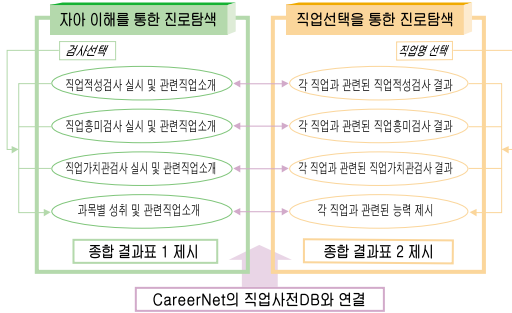 자아 이해를 통한 진로탐색
직업선택을 통한 진로탐색
검사선택
직업명 선택
직업적성검사 실시 및 관련직업소개
각 직업과 관련된 직업적성검사 결과
직업흥미검사 실시 및 관련직업소개
각 직업과 관련된 직업흥미검사 결과
직업가치관검사 실시 및 관련직업소개
각 직업과 관련된 직업가치관검사 결과
과목별 성취 및 관련직업소개
각 직업과 관련된 능력 제시
종합 결과표 1 제시
종합 결과표 2 제시
CareerNet의 직업사전DB와 연결